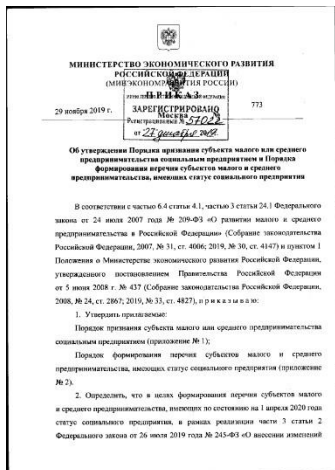 МИНИСТЕРСТВО ЭКОНОМИЧЕСКОГО РАЗВИТИЯ
РОССИЙСКОЙ ФЕДЕРАЦИИ
(МИНЭКОНОМРАЗВИТИЯ РОССИИ)
ПРИКАЗ
ЗАРЕГИСТРИРОВАНО
29 ноября 2019 г.
Москва
773
Регистрационный № 57022
от 27 декабря 2019.
Об утверждении Порядка признания субъекта малого или среднего
предпринимательства социальным предприятием и Порядка
формирования перечня субъектов малого и среднего
предпринимательства, имеющих статус социального предприятия
В соответствии с частью 6.4 статьи 4.1, частью 3 статьи 24.1 Федерального
закона от 24 июля 2007 года № 209-ФЗ «О развитии малого и среднего
предпринимательства в Российской Федерации» (Собрание законодательства
Российской Федерации, 2007, № 31, ст. 4006; 2019, № 30, ст. 4147) и пунктом 1
Положения о Министерстве экономического развития Российской Федерации,
утвержденного постановлением Правительства Российской Федерации
от 5 июня 2008 г. № 437 (Собрание законодательства Российской Федерации,
2008, № 24, ст. 2867; 2019, № 33, ст. 4827), п р и к а з ы в а ю:
1. Утвердить прилагаемые:
Порядок признания субъекта малого или среднего предпринимательства
социальным предприятием (приложение № 1);
Порядок формирования перечня субъектов малого и среднего
предпринимательства, имеющих статус социального предприятия (приложение
№ 2).
2. Определить, что в целях формирования перечня субъектов малого
и среднего предпринимательства, имеющих по состоянию на 1 апреля 2020 года
статус социального предприятия, в рамках реализации части 3 статьи 2
Федерального закона от 26 июля 2019 года № 245-ФЗ «О внесении изменений